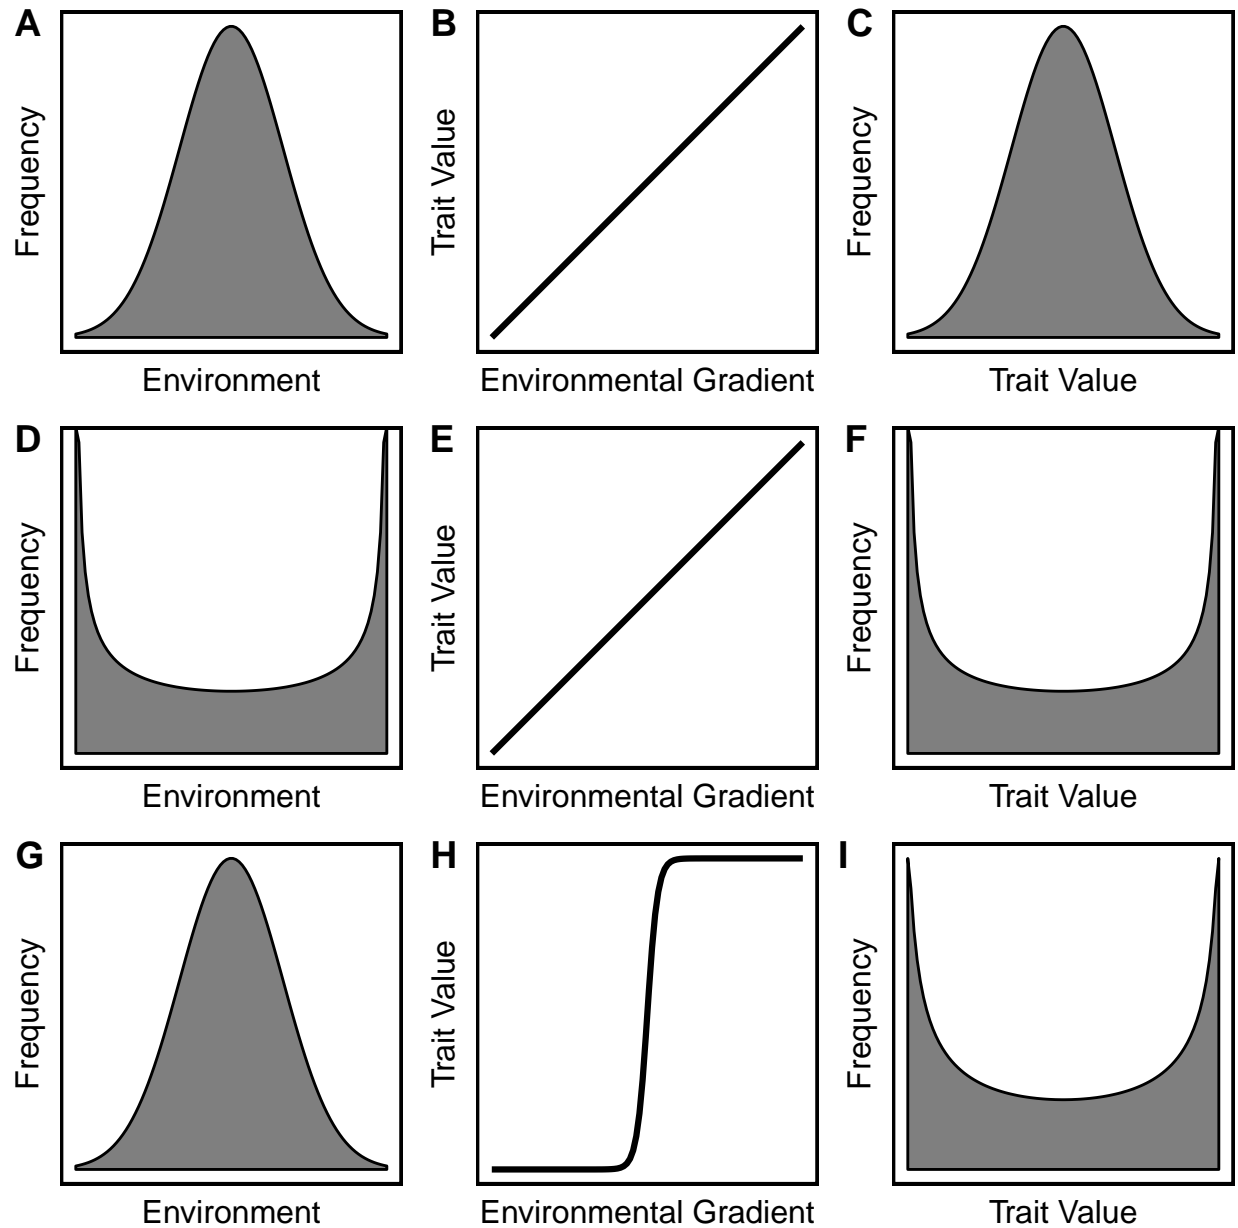 A
Frequency
Environment
B
Trait Value
Environmental Gradient
C
Frequency
Trait Value
D
Frequency
Environment
E
Trait Value
Environmental Gradient
F
Frequency
Trait Value
G
Frequency
Environment
H
Trait Value
Environmental Gradient
I
Frequency
Trait Value